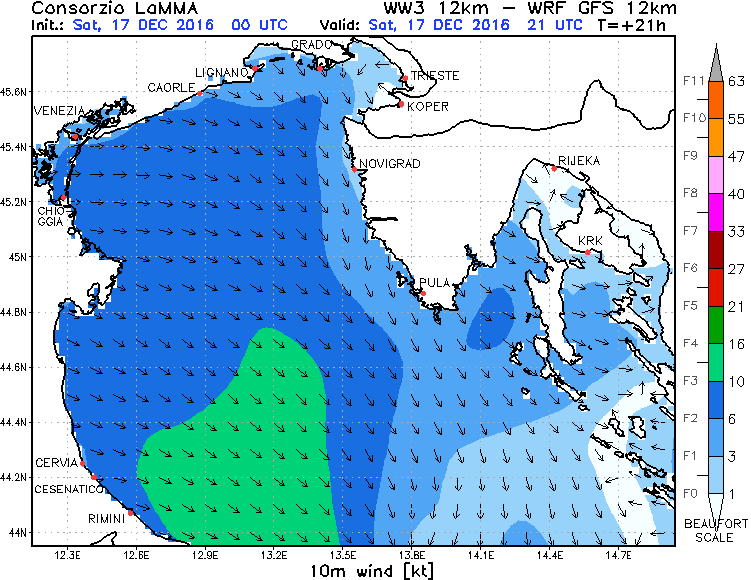 Consorzio LaMMA WW3 12km – WRF GFS 12km
Init.: Sat, 17 DEC 2016 00 UTC Valid: Sat, 17 DEC 2016 21 UTC T=+21h
GRADO
LIGNANO
TRIESTE
CAORLE
KOPER
VENEZIA
NOVIGRAD
RIJEKA
CHIO-
GGIA
KRK
PULA
CERVIA
CESENATICO
RIMINI
45.6N
45.4N
45.2N
45N
44.8N
44.6N
44.4N
44.2N
44N
12.3E 12.6E 12.9E 13.2E 13.5E 13.8E 14.1E 14.4E 14.7E
10m wind [kt]
F11 63
F10 55
F9 47
F8 40
F7 33
F6 27
F5 21
F4 16
F3 10
F2 6
F1 3
F0 1
BEAUFORT
SCALE